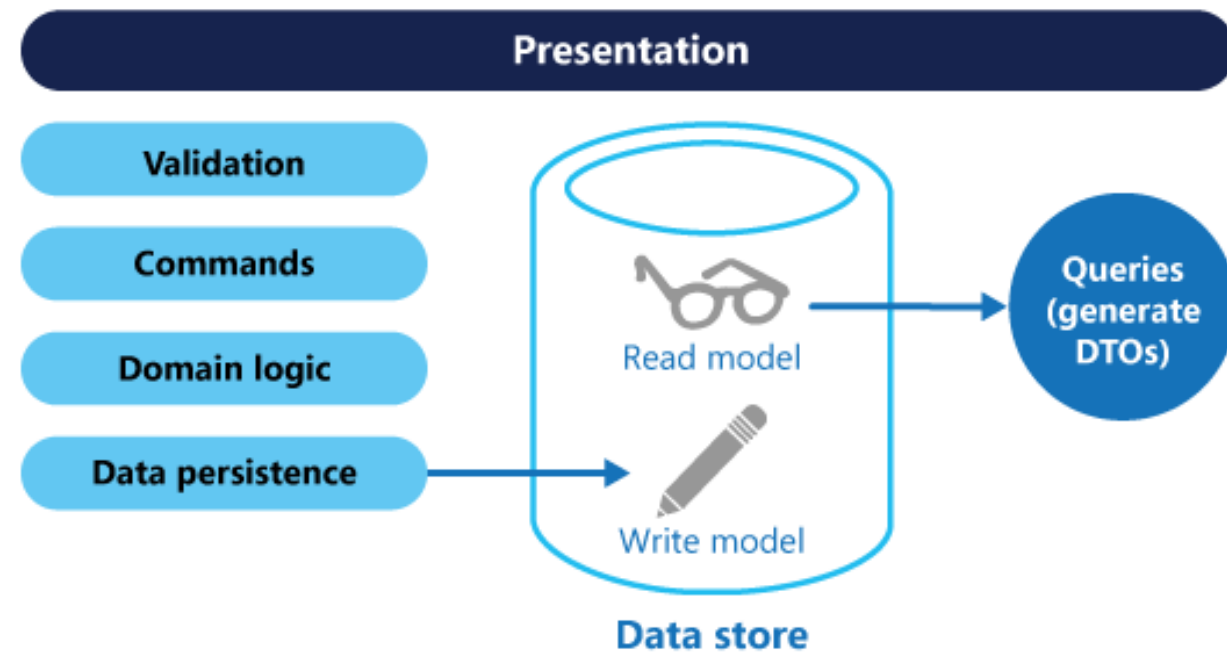 Presentation
Validation
Commands
Domain logic
Data persistence
Read model
Write model
Data store
Queries
(generate
DTOs)